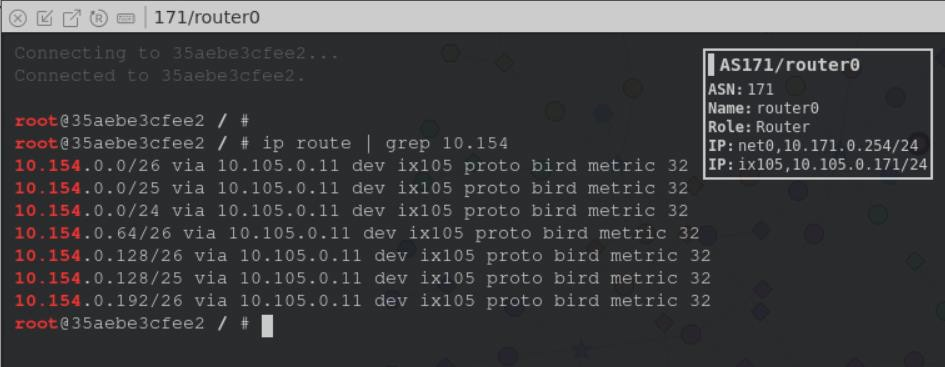 171/router0
Connecting to 35aebe3cfee2...
Connected to 35aebe3cfee2.
root@35aebe3cfee2 / #
root@35aebe3cfee2 / # ip route | grep 10.154
10.154.0.0/26 via 10.105.0.11 dev ix105 proto bird metric 32
10.154.0.0/25 via 10.105.0.11 dev ix105 proto bird metric 32
10.154.0.0/24 via 10.105.0.11 dev ix105 proto bird metric 32
10.154.0.64/26 via 10.105.0.11 dev ix105 proto bird metric 32
10.154.0.128/26 via 10.105.0.11 dev ix105 proto bird metric 32
10.154.0.128/25 via 10.105.0.11 dev ix105 proto bird metric 32
10.154.0.192/26 via 10.105.0.11 dev ix105 proto bird metric 32
root@35aebe3cfee2 / #
AS171/router0
ASN: 171
Name: router0
Role: Router
IP: net0,10.171.0.254/24
IP: ix105,10.105.0.171/24